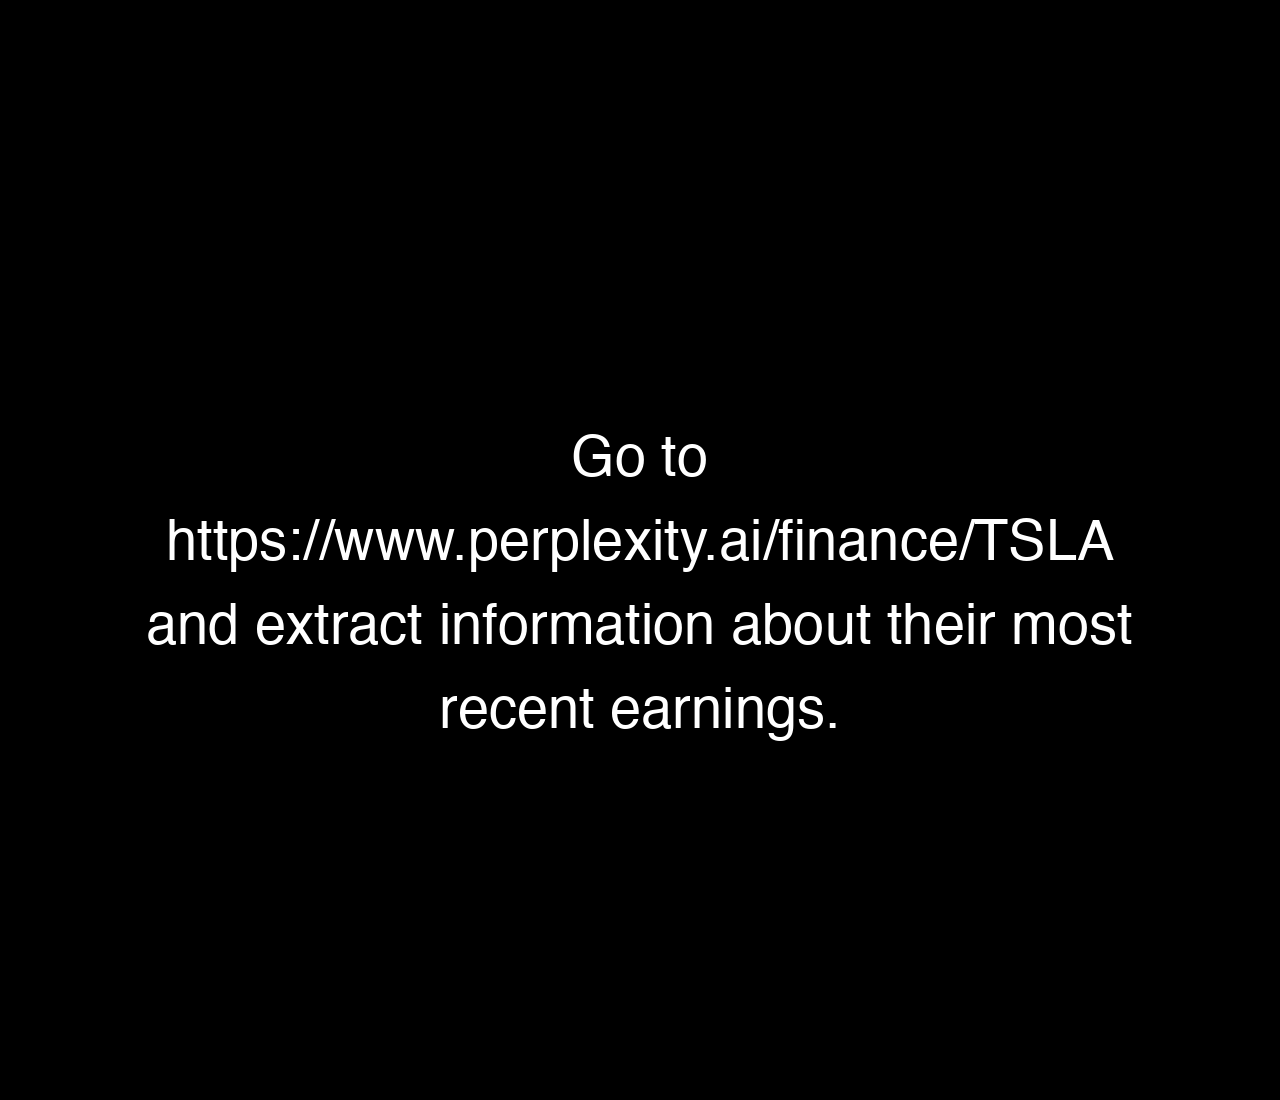 Go to
https://www.perplexity.ai/finance/TSLA
and extract information about their most
recent earnings.